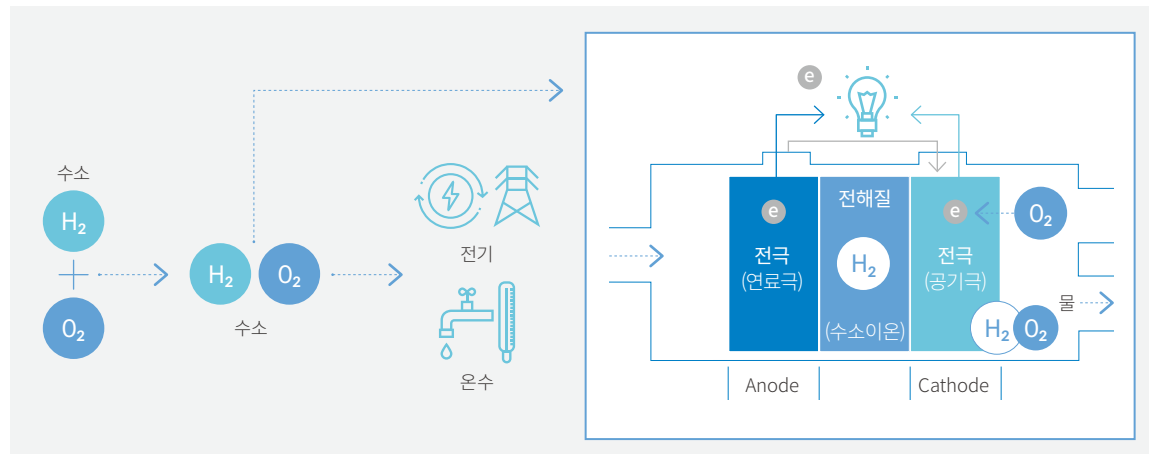 수소
H₂
O₂
H₂
O₂
수소
전기
온수
e
e
전극
(연료극)
전해질
H₂
(수소이온)
e
전극
(공기극)
O₂
H₂
O₂
물
Anode
Cathode